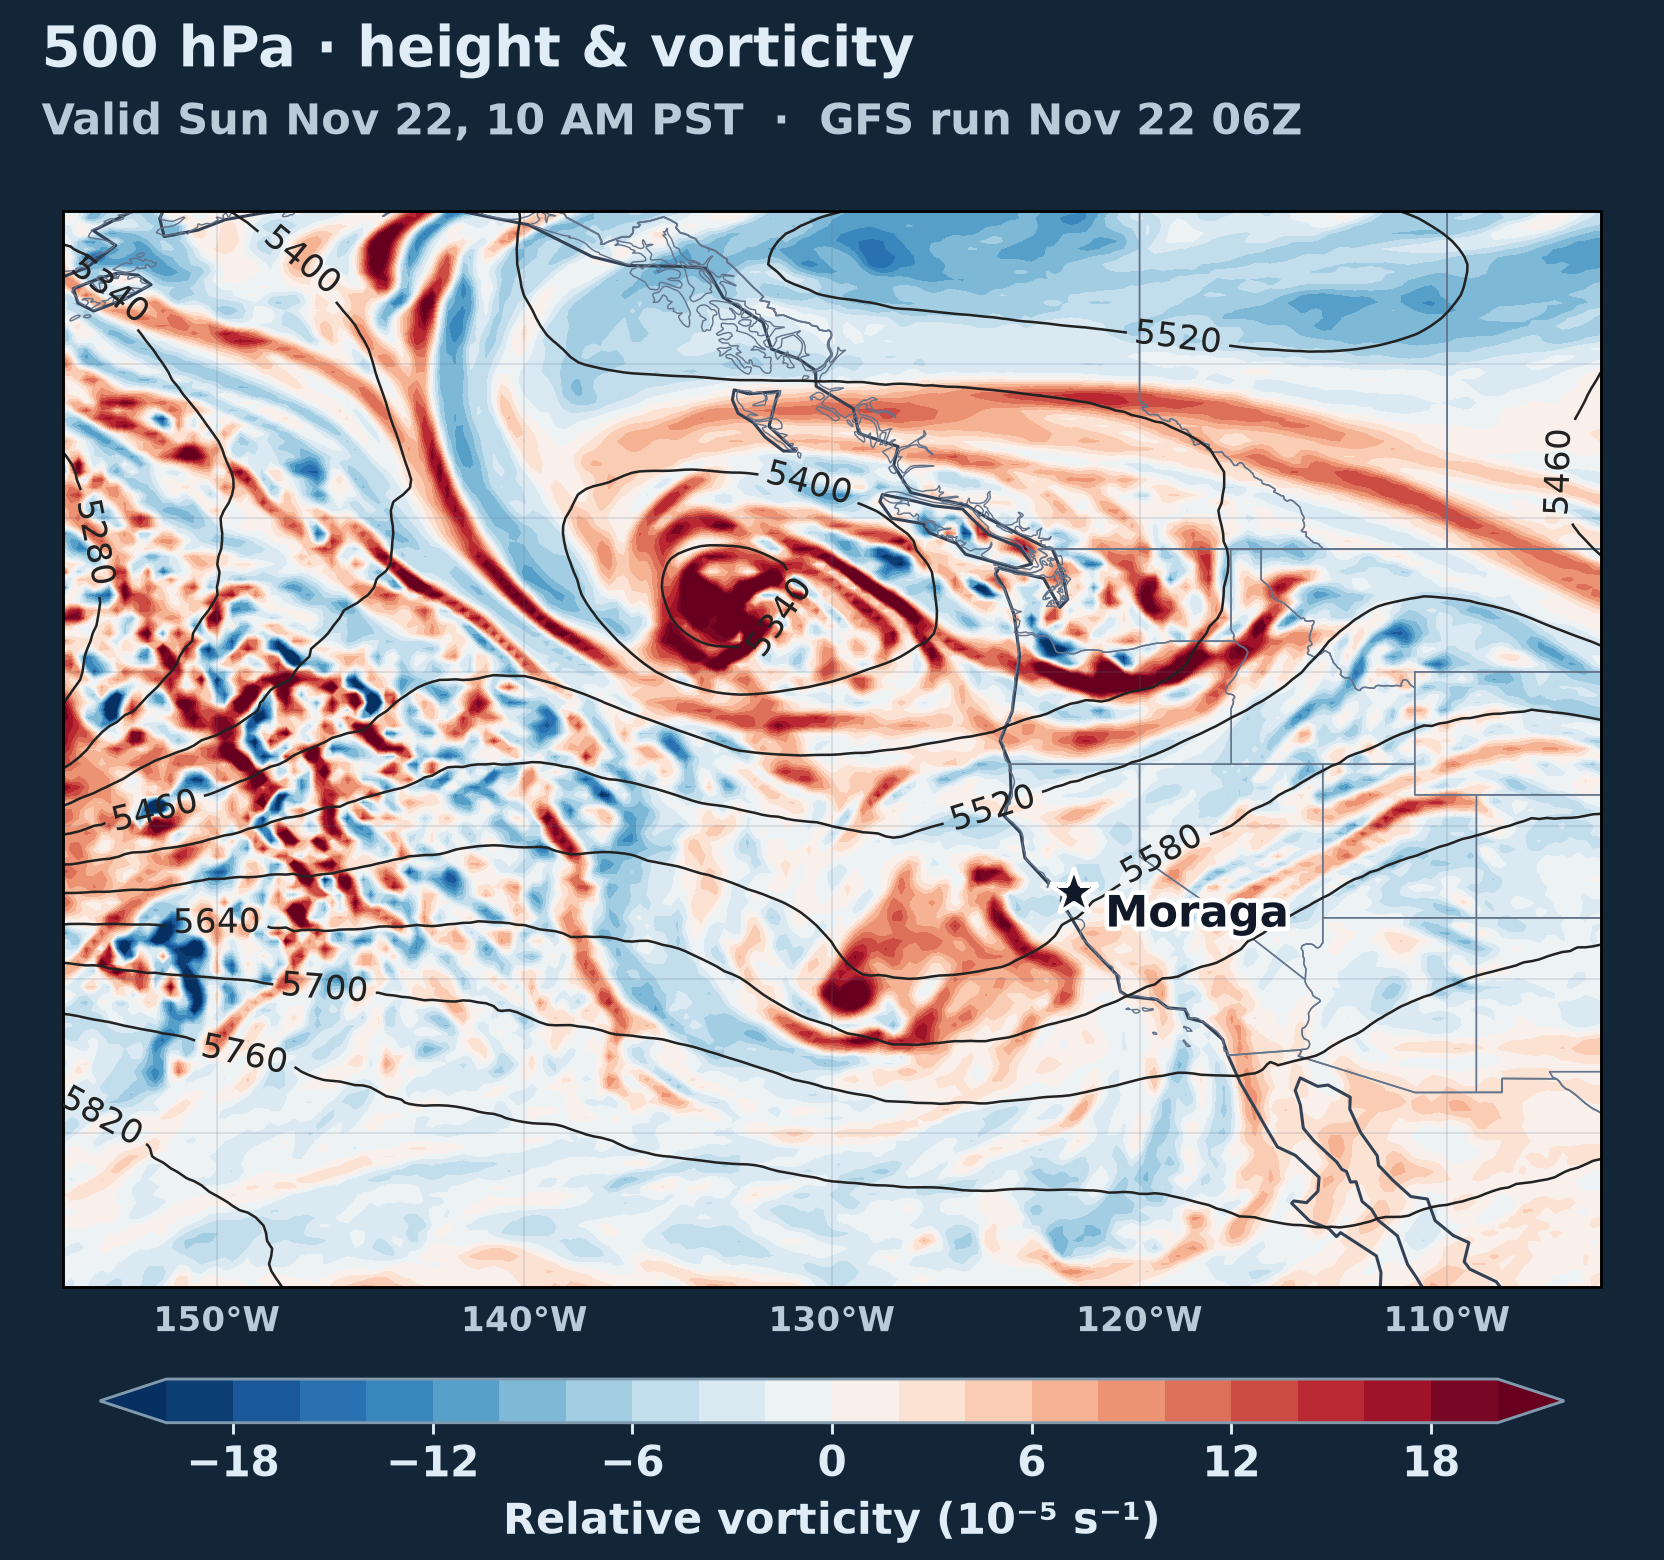 500 hPa · height & vorticity
Valid Sun Nov 22, 10 AM PST · GFS run Nov 22 06Z
5400
5340
5520
5460
5400
5280
5340
5460
5520
5580
Moraga
5640
5700
5760
5820
150°W 140°W 130°W 120°W 110°W
−18 −12 −6 0 6 12 18
Relative vorticity (10⁻⁵ s⁻¹)